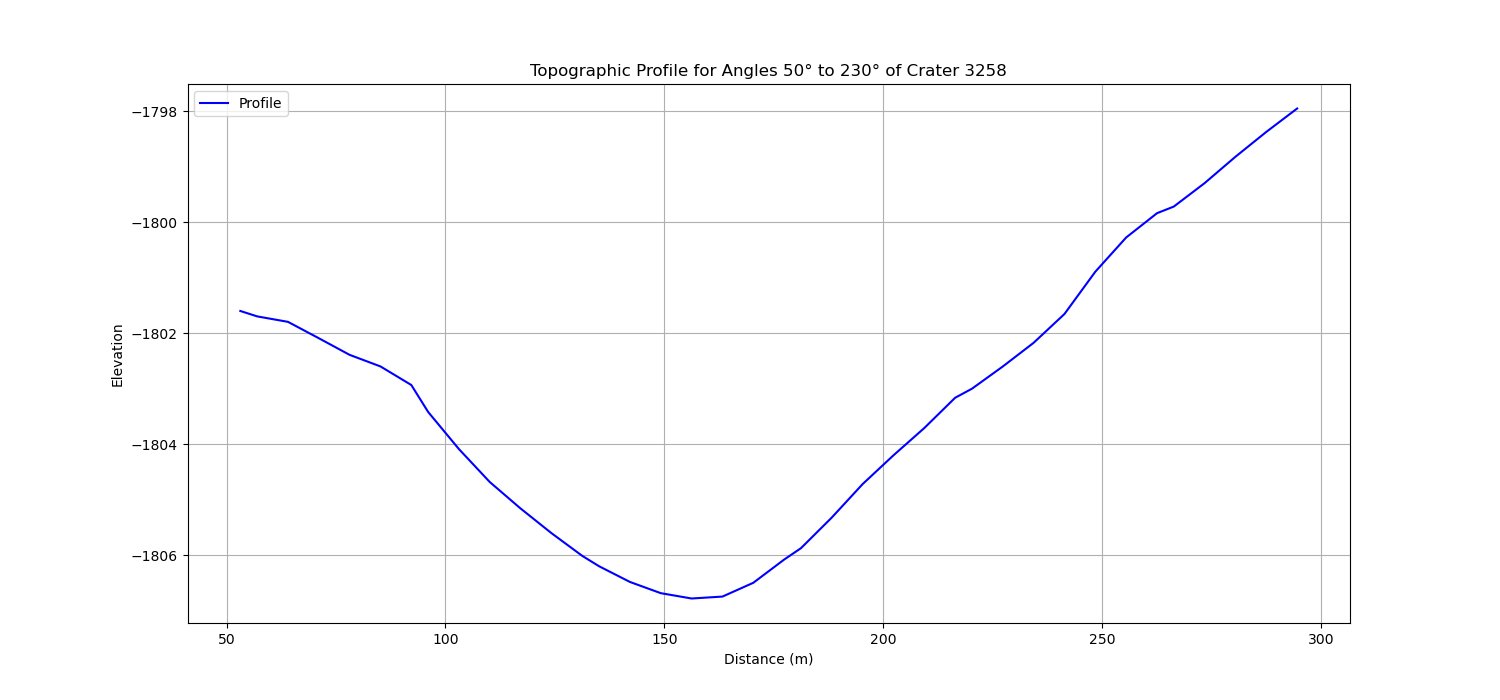 Topographic Profile for Angles 50° to 230° of Crater 3258
Profile
−1798
−1800
−1802
−1804
−1806
Elevation
50 100 150 200 250 300
Distance (m)